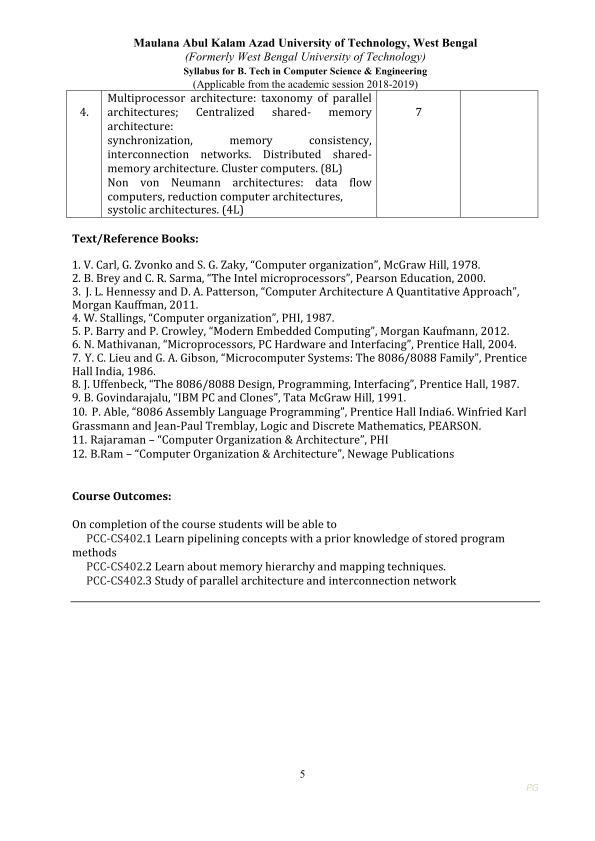 Maulana Abul Kalam Azad University of Technology, West Bengal
(Formerly West Bengal University of Technology)
Syllabus for B. Tech in Computer Science & Engineering
(Applicable from the academic session 2018-2019)
4.
Multiprocessor architecture: taxonomy of parallel
architectures; Centralized shared- memory
architecture:
synchronization, memory consistency,
interconnection networks. Distributed shared-
memory architecture. Cluster computers. (8L)
Non von Neumann architectures: data flow
computers, reduction computer architectures,
systolic architectures. (4L)
7
Text/Reference Books:
1. V. Carl, G. Zvonko and S. G. Zaky, “Computer organization”, McGraw Hill, 1978.
2. B. Brey and C. R. Sarma, “The Intel microprocessors”, Pearson Education, 2000.
3. J. L. Hennessy and D. A. Patterson, “Computer Architecture A Quantitative Approach”,
Morgan Kauffman, 2011.
4. W. Stallings, “Computer organization”, PHI, 1987.
5. P. Barry and P. Crowley, “Modern Embedded Computing”, Morgan Kaufmann, 2012.
6. N. Mathivanan, “Microprocessors, PC Hardware and Interfacing”, Prentice Hall, 2004.
7. Y. C. Lieu and G. A. Gibson, “Microcomputer Systems: The 8086/8088 Family”, Prentice
Hall India, 1986.
8. J. Uffenbeck, “The 8086/8088 Design, Programming, Interfacing”, Prentice Hall, 1987.
9. B. Govindarajalu, “IBM PC and Clones”, Tata McGraw Hill, 1991.
10. P. Able, “8086 Assembly Language Programming”, Prentice Hall India6. Winfried Karl
Grassmann and Jean-Paul Tremblay, Logic and Discrete Mathematics, PEARSON.
11. Rajaraman – “Computer Organization & Architecture”, PHI
12. B.Ram – “Computer Organization & Architecture”, Newage Publications
Course Outcomes:
On completion of the course students will be able to
PCC-CS402.1 Learn pipelining concepts with a prior knowledge of stored program
methods
PCC-CS402.2 Learn about memory hierarchy and mapping techniques.
PCC-CS402.3 Study of parallel architecture and interconnection network
5
PG